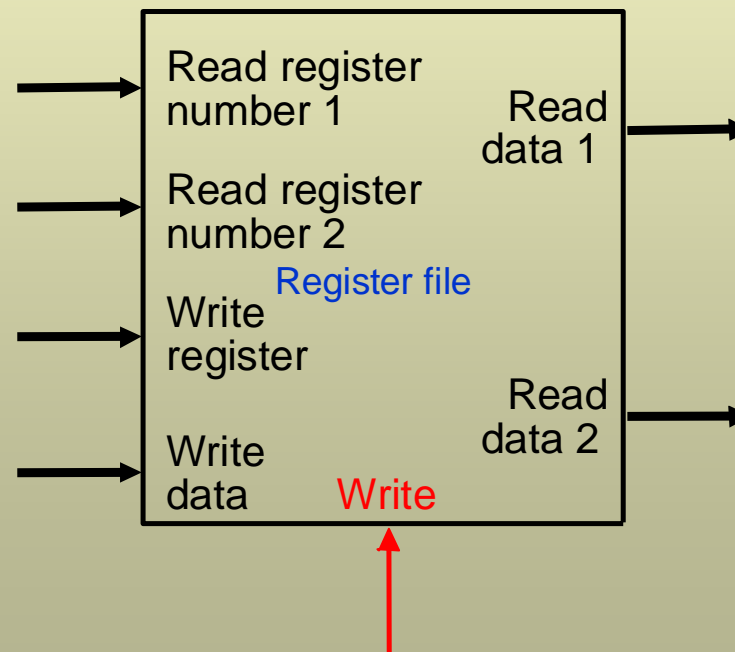 Read register
number 1
Read
data 1
Read register
number 2
Register file
Write
register
Read
data 2
Write
data
Write